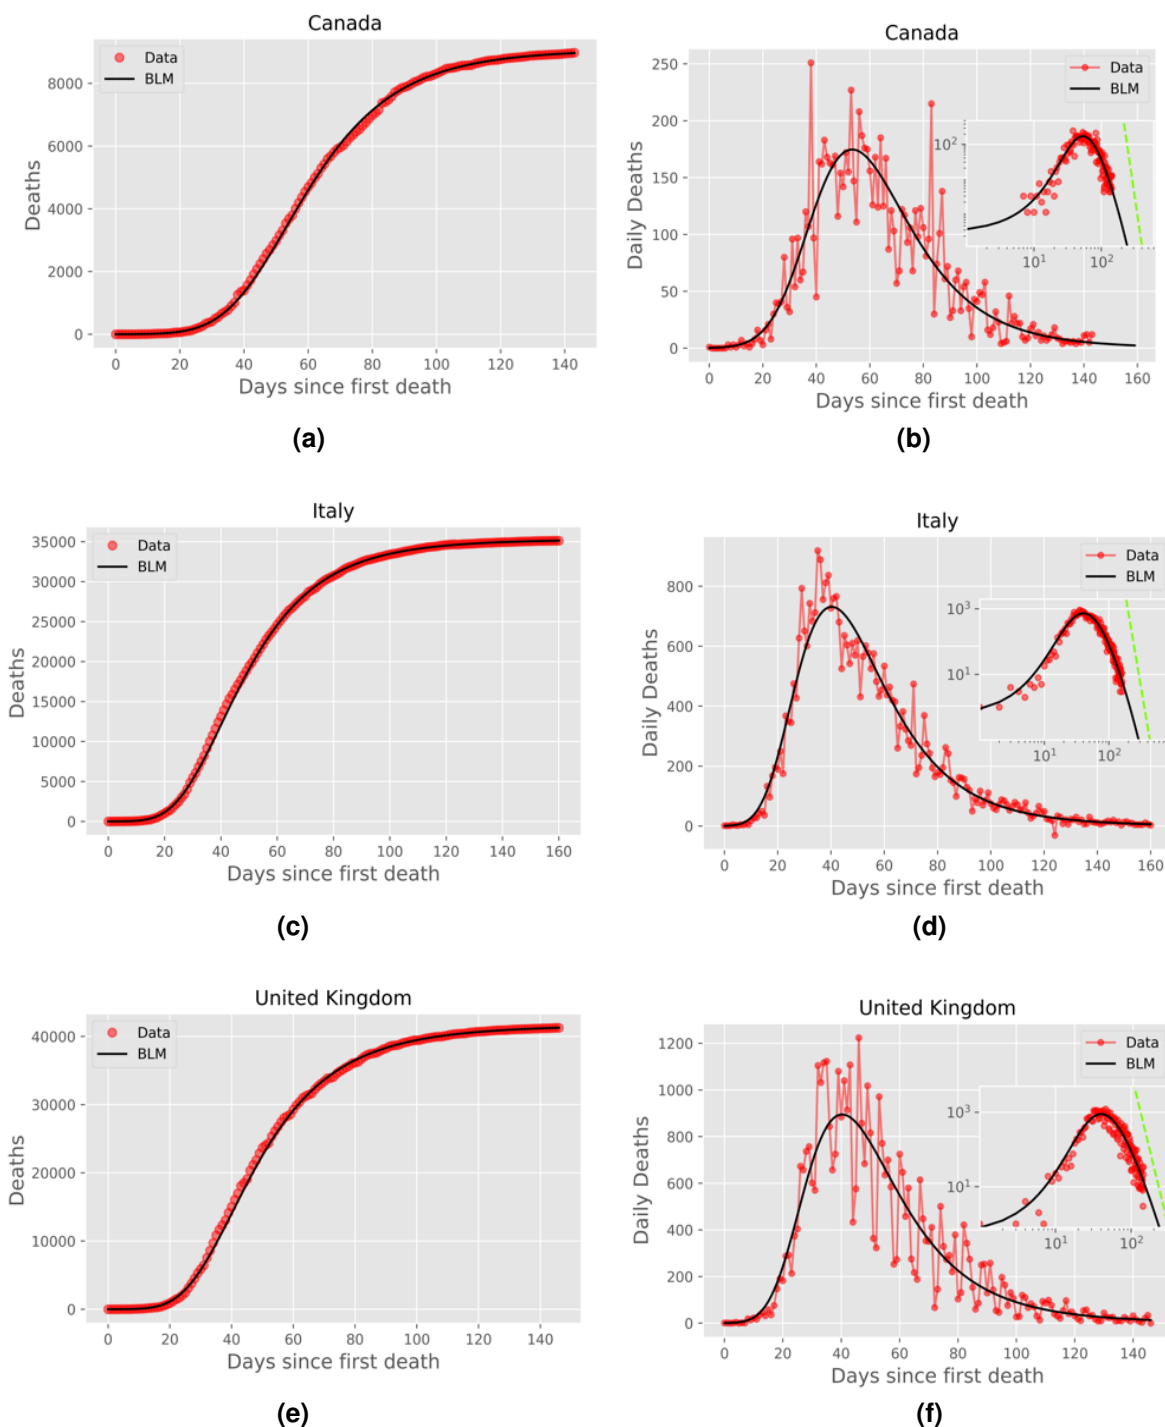 Canada
Data
BLM
8000
6000
4000
2000
0
Deaths
0 20 40 60 80 100 120 140
Days since first death
(a)
Canada
Data
BLM
250
200
150
100
50
0
Daily Deaths
10²
10¹ 10²
0 20 40 60 80 100 120 140 160
Days since first death
(b)
Italy
Data
BLM
35000
30000
25000
20000
15000
10000
5000
0
Deaths
0 20 40 60 80 100 120 140 160
Days since first death
(c)
Italy
Data
BLM
800
600
400
200
0
Daily Deaths
10³
10¹
10¹ 10²
0 20 40 60 80 100 120 140 160
Days since first death
(d)
United Kingdom
Data
BLM
40000
30000
20000
10000
0
Deaths
0 20 40 60 80 100 120 140
Days since first death
(e)
United Kingdom
Data
BLM
1200
1000
800
600
400
200
0
Daily Deaths
10³
10¹
10¹ 10²
0 20 40 60 80 100 120 140
Days since first death
(f)